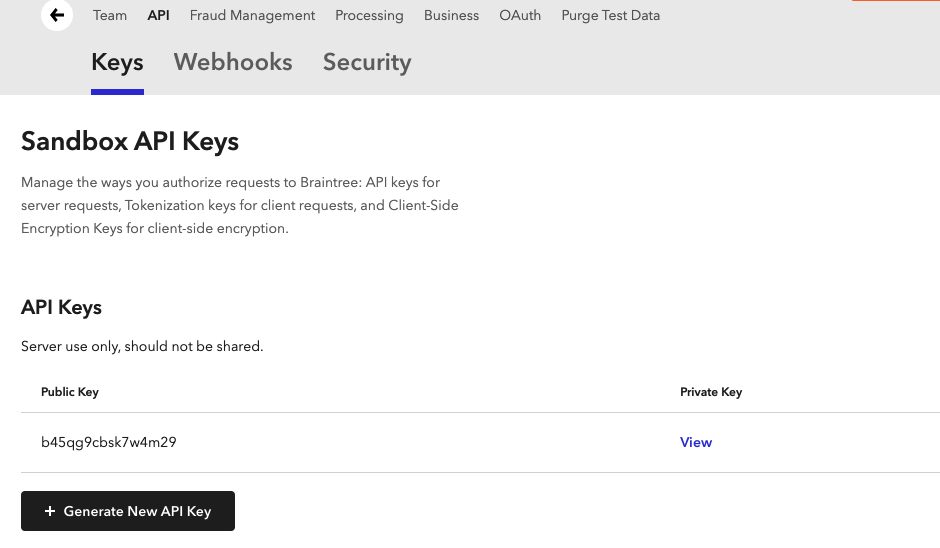 Team API Fraud Management Processing Business OAuth Purge Test Data
Keys Webhooks Security
Sandbox API Keys
Manage the ways you authorize requests to Braintree: API keys for
server requests, Tokenization keys for client requests, and Client-Side
Encryption Keys for client-side encryption.
API Keys
Server use only, should not be shared.
Public Key Private Key
b45qg9cbsk7w4m29 View
+ Generate New API Key